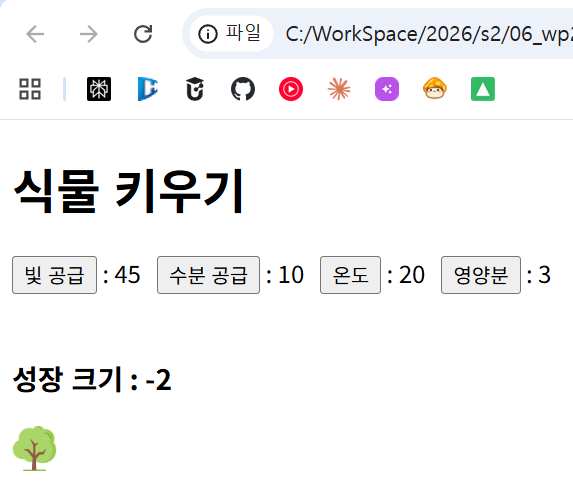 파일 C:/WorkSpace/2026/s2/06_wp2
식물 키우기
빛 공급 : 45 수분 공급 : 10 온도 : 20 영양분 : 3
성장 크기 : -2